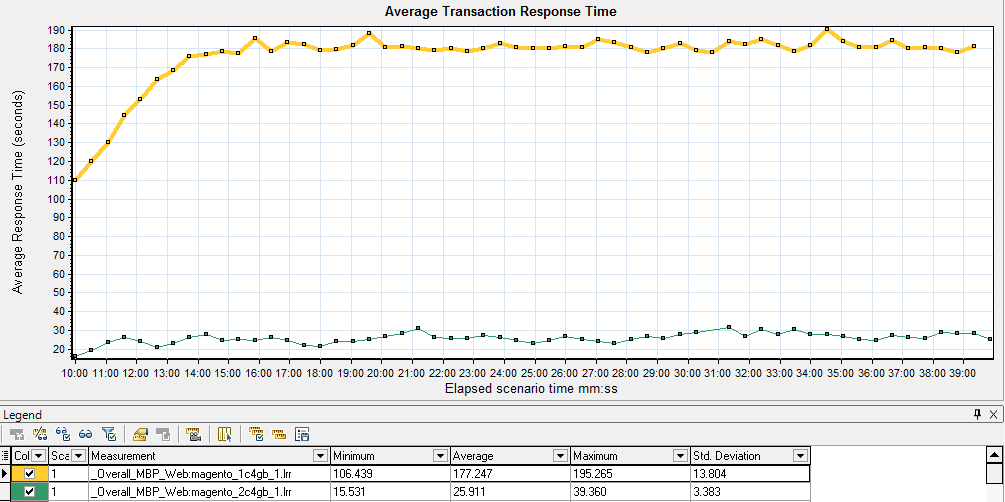 Average Transaction Response Time
Average Response Time (seconds)
190
180
170
160
150
140
130
120
110
100
90
80
70
60
50
40
30
20
10:00 11:00 12:00 13:00 14:00 15:00 16:00 17:00 18:00 19:00 20:00 21:00 22:00 23:00 24:00 25:00 26:00 27:00 28:00 29:00 30:00 31:00 32:00 33:00 34:00 35:00 36:00 37:00 38:00 39:00
Elapsed scenario time mm:ss
Legend
Col Sca Measurement Minimum Average Maximum Std. Deviation
1 _Overall_MBP_Web:magento_1c4gb_1.lrr 106.439 177.247 195.265 13.804
1 _Overall_MBP_Web:magento_2c4gb_1.lrr 15.531 25.911 39.360 3.383